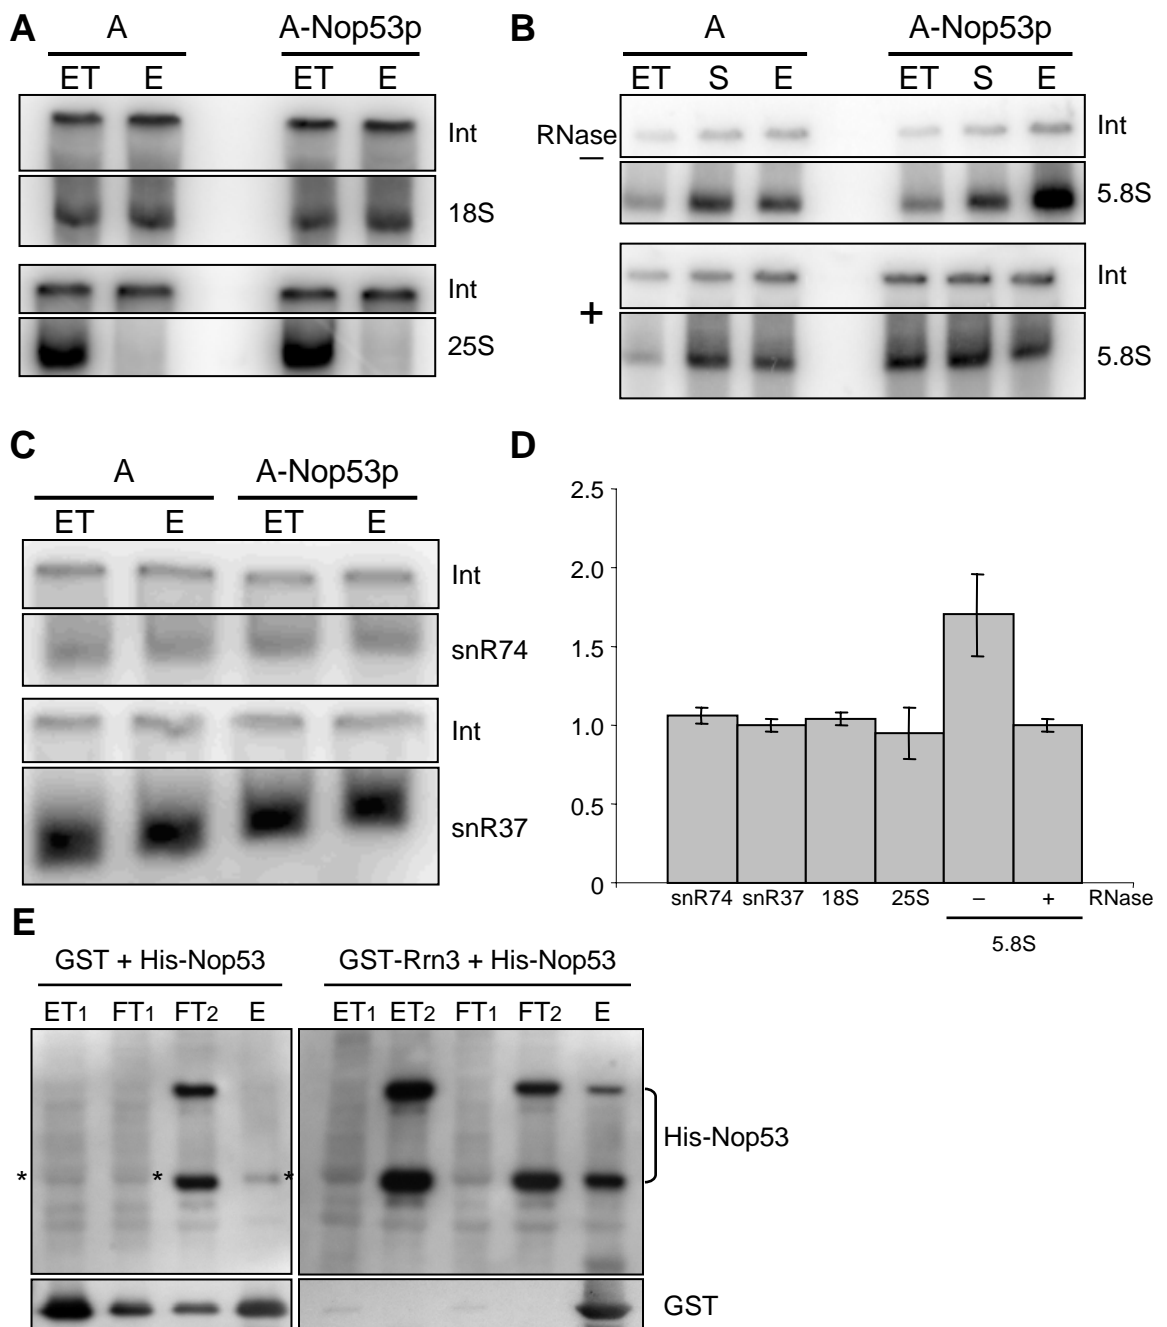 A
A A-Nop53p
ET E ET E
Int
18S
Int
25S
B
A A-Nop53p
ET S E ET S E
RNase
–
Int
5.8S
+
Int
5.8S
C
A A-Nop53p
ET E ET E
Int
snR74
Int
snR37
D
2.5
2.0
1.5
1.0
0.5
0
snR74 snR37 18S 25S – + RNase
5.8S
E
GST + His-Nop53 GST-Rrn3 + His-Nop53
ET1 FT1 FT2 E ET1 ET2 FT1 FT2 E
His-Nop53
* * *
GST